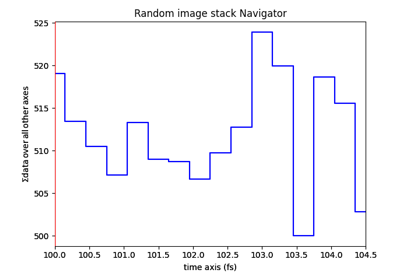 Random image stack Navigator
525
520
515
510
505
500
Σdata over all other axes
100.0 100.5 101.0 101.5 102.0 102.5 103.0 103.5 104.0 104.5
time axis (fs)